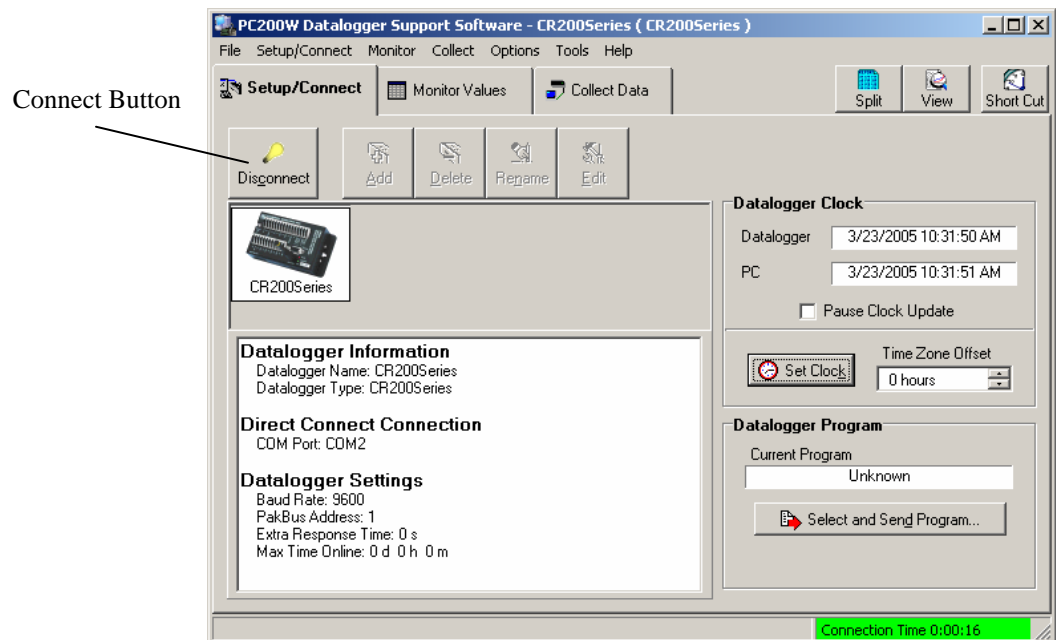 PC200W Datalogger Support Software - CR200Series ( CR200Series )
File Setup/Connect Monitor Collect Options Tools Help
Setup/Connect Monitor Values Collect Data Split View Short Cut
Connect Button
Disconnect Add Delete Rename Edit
CR200Series
Datalogger Information
Datalogger Name: CR200Series
Datalogger Type: CR200Series
Direct Connect Connection
COM Port: COM2
Datalogger Settings
Baud Rate: 9600
PakBus Address: 1
Extra Response Time: 0 s
Max Time Online: 0 d 0 h 0 m
Datalogger Clock
Datalogger 3/23/2005 10:31:50 AM
PC 3/23/2005 10:31:51 AM
Pause Clock Update
Set Clock
Time Zone Offset
0 hours
Datalogger Program
Current Program
Unknown
Select and Send Program...
Connection Time 0:00:16